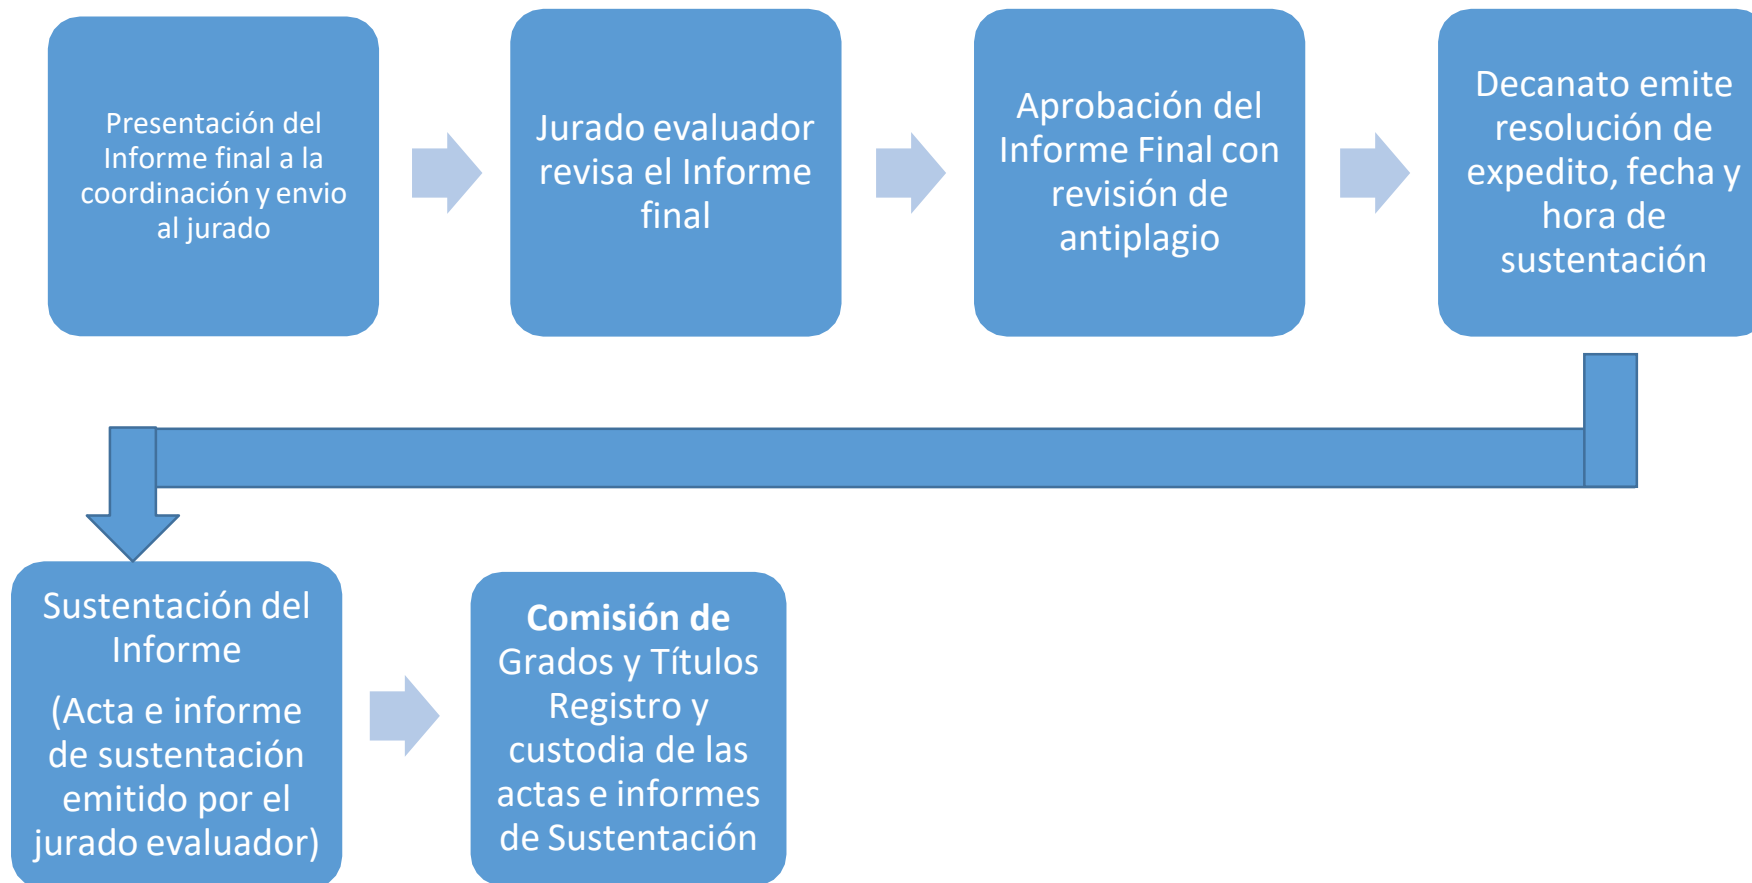 Presentación del
Informe final a la
coordinación y envio
al jurado
Jurado evaluador
revisa el Informe
final
Aprobación del
Informe Final con
revisión de
antiplagio
Decanato emite
resolución de
expedito, fecha y
hora de
sustentación
Sustentación del
Informe
(Acta e informe
de sustentación
emitido por el
jurado evaluador)
Comisión de
Grados y Títulos
Registro y
custodia de las
actas e informes
de Sustentación